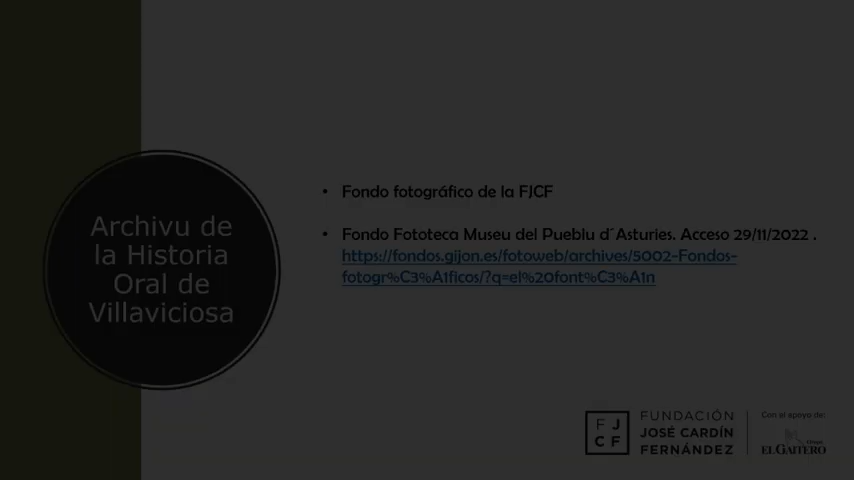 Archivu de
la Historia
Oral de
Villaviciosa
• Fondo fotográfico de la FJCF
• Fondo Fototeca Museu del Pueblu d´Asturies. Acceso 29/11/2022 .
https://fondos.gijon.es/fotoweb/archives/5002-Fondos-
fotogr%C3%A1ficos/?q=el%20font%C3%A1n
FJ
CF
FUNDACIÓN
JOSÉ CARDÍN
FERNÁNDEZ
Con el apoyo de:
Grupo
EL GAITERO